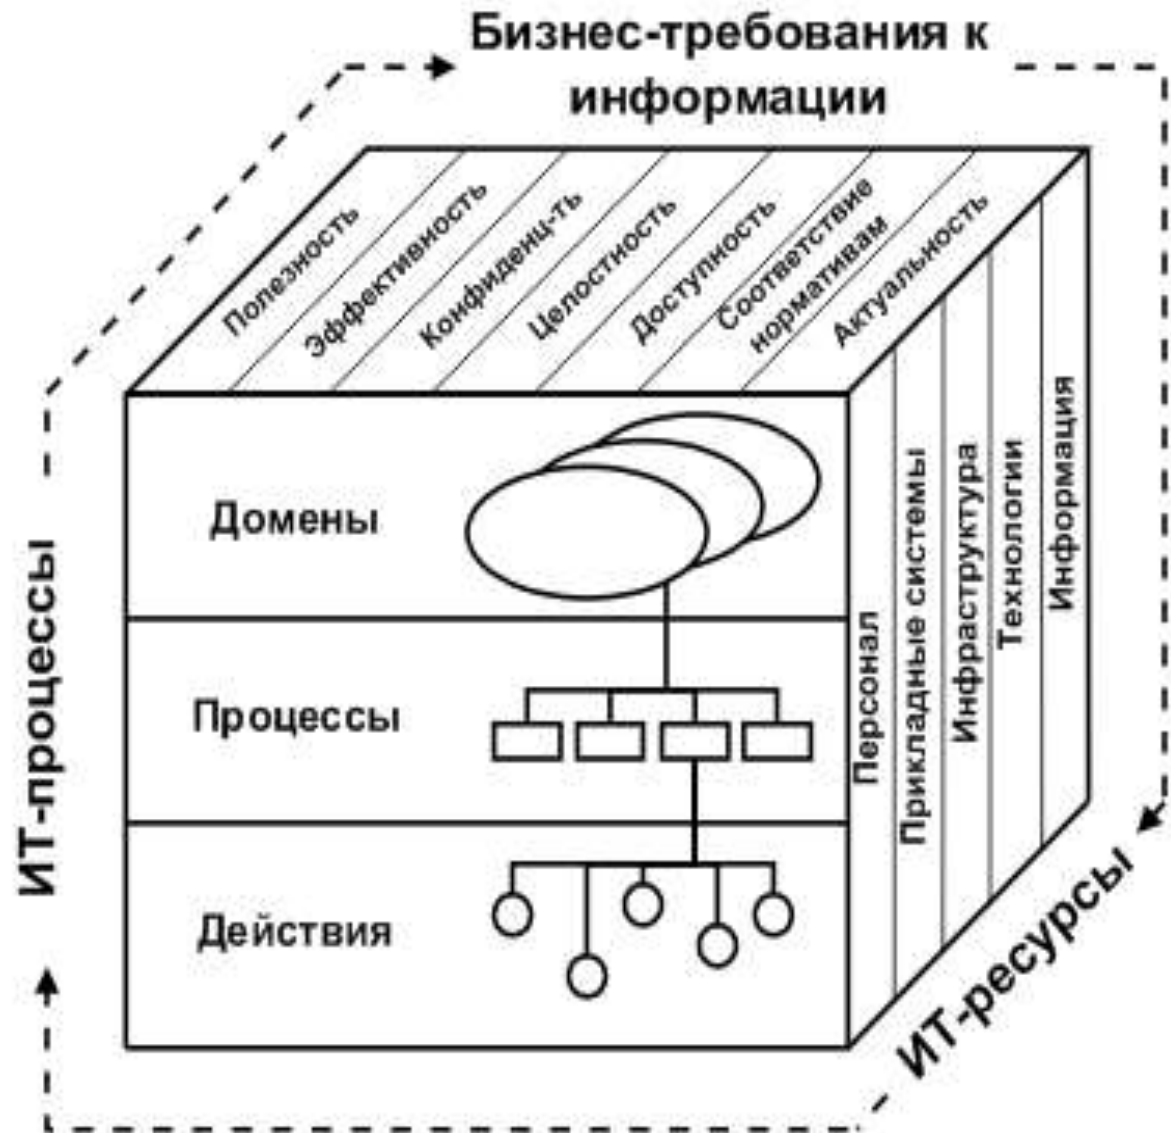 Бизнес-требования к
информации
Полезность
Эффективность
Конфиденц-ть
Целостность
Доступность
Соответствие
нормативам
Актуальность
Домены
Процессы
Действия
ИТ-процессы
Персонал
Прикладные системы
Инфраструктура
Технологии
Информация
ИТ-ресурсы